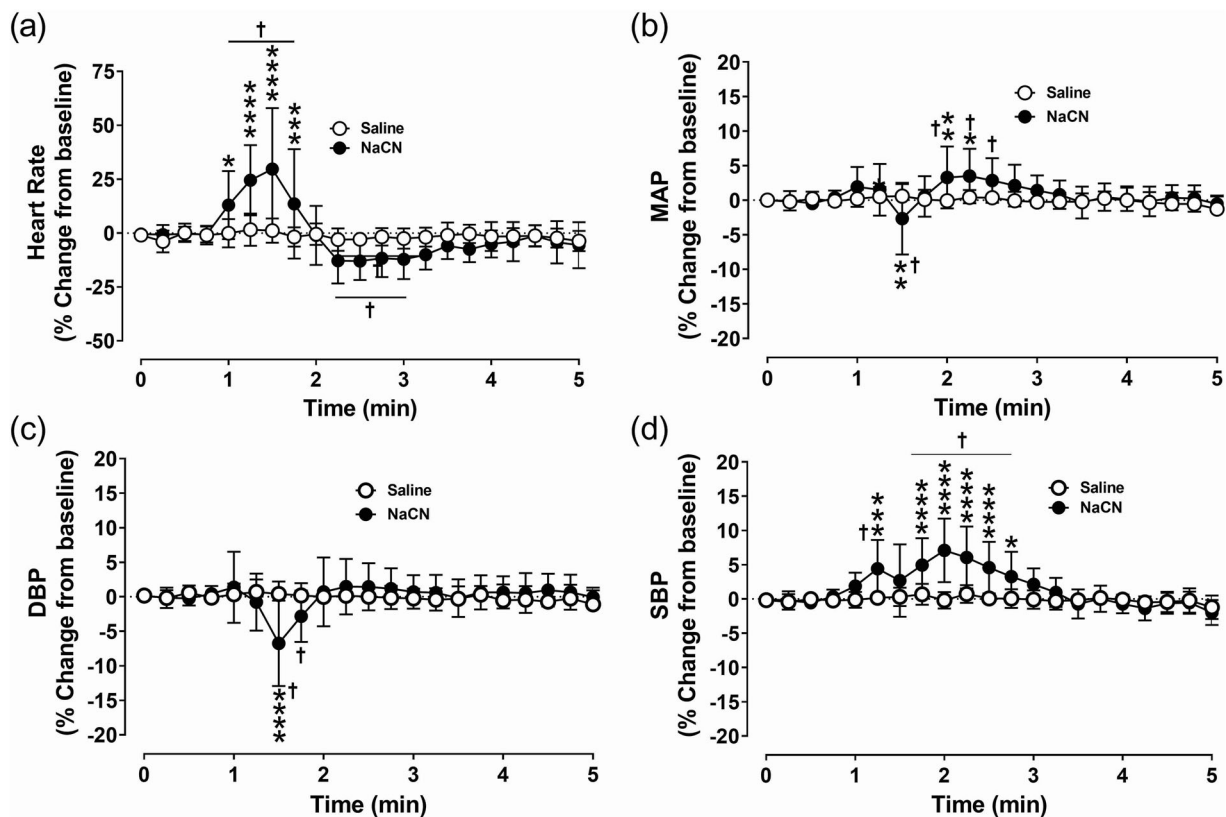 (a)
Heart Rate
(% Change from baseline)
75
50
25
0
-25
-50
†
*
****
****
***
Saline
NaCN
†
0 1 2 3 4 5
Time (min)
(b)
MAP
(% Change from baseline)
20
15
10
5
0
-5
-10
-15
-20
Saline
NaCN
*
**
†
†
**
†
*
†
0 1 2 3 4 5
Time (min)
(c)
DBP
(% Change from baseline)
20
15
10
5
0
-5
-10
-15
-20
Saline
NaCN
****
†
†
0 1 2 3 4 5
Time (min)
(d)
SBP
(% Change from baseline)
20
15
10
5
0
-5
-10
-15
-20
†
†
***
****
****
****
****
*
Saline
NaCN
0 1 2 3 4 5
Time (min)